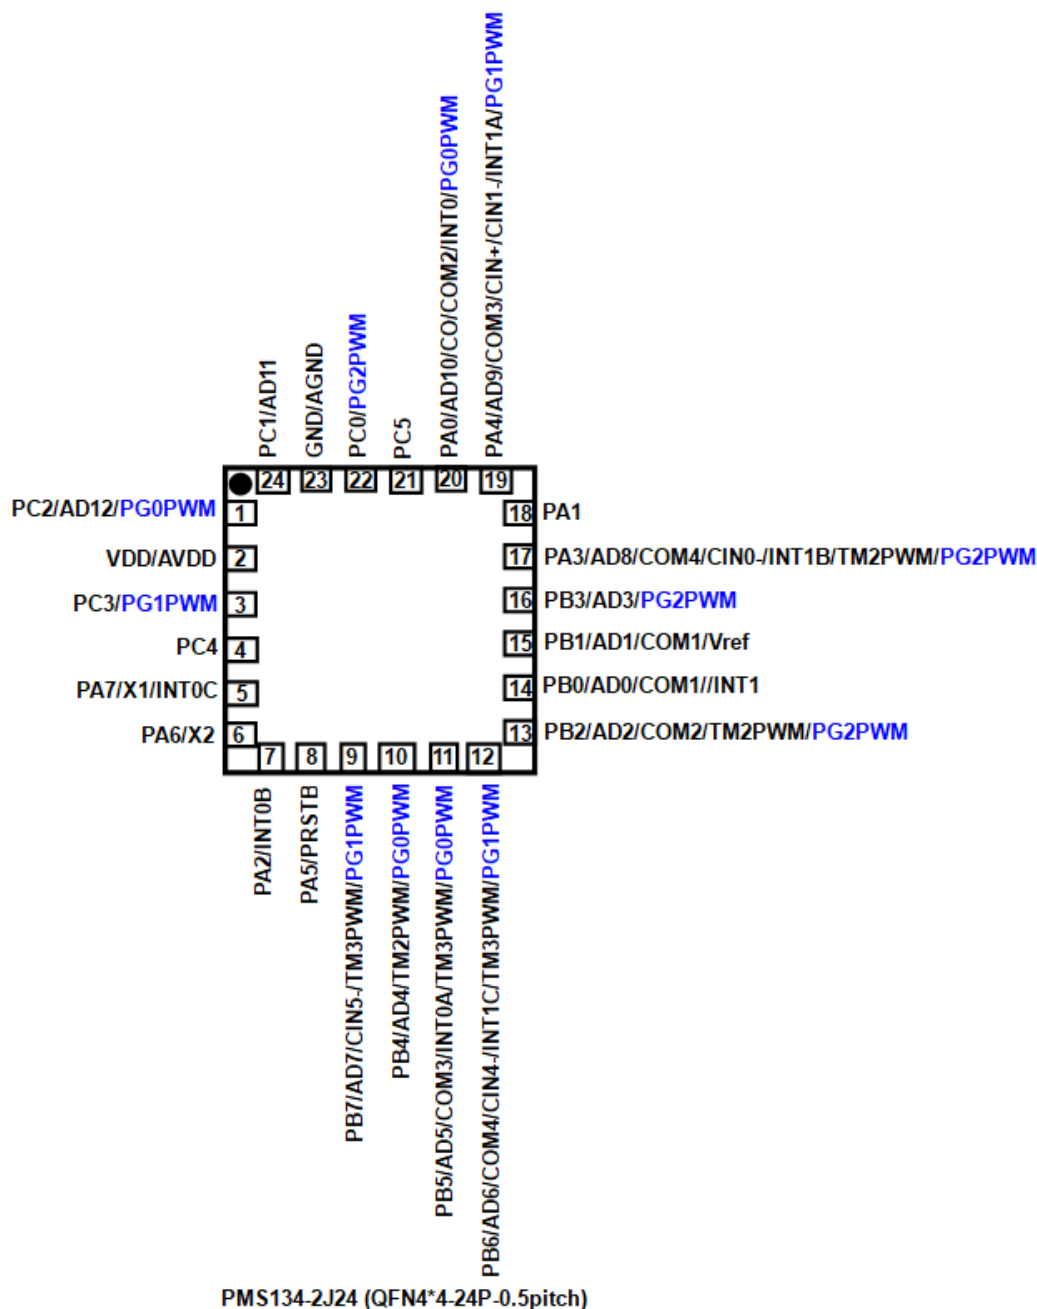 PC1/AD11
GND/AGND
PC0/PG2PWM
PC5
PA0/AD10/CO/COM2/INT0/PG0PWM
PA4/AD9/COM3/CIN+/CIN1-/INT1A/PG1PWM
24
23
22
21
20
19
PC2/AD12/PG0PWM
1
18
PA1
VDD/AVDD
2
17
PA3/AD8/COM4/CIN0-/INT1B/TM2PWM/PG2PWM
PC3/PG1PWM
3
16
PB3/AD3/PG2PWM
PC4
4
15
PB1/AD1/COM1/Vref
PA7/X1/INT0C
5
14
PB0/AD0/COM1//INT1
PA6/X2
6
13
PB2/AD2/COM2/TM2PWM/PG2PWM
7
8
9
10
11
12
PA2/INT0B
PA5/PRSTB
PB7/AD7/CIN5-/TM3PWM/PG1PWM
PB4/AD4/TM2PWM/PG0PWM
PB5/AD5/COM3/INT0A/TM3PWM/PG0PWM
PB6/AD6/COM4/CIN4-/INT1C/TM3PWM/PG1PWM
PMS134-2J24 (QFN4*4-24P-0.5pitch)